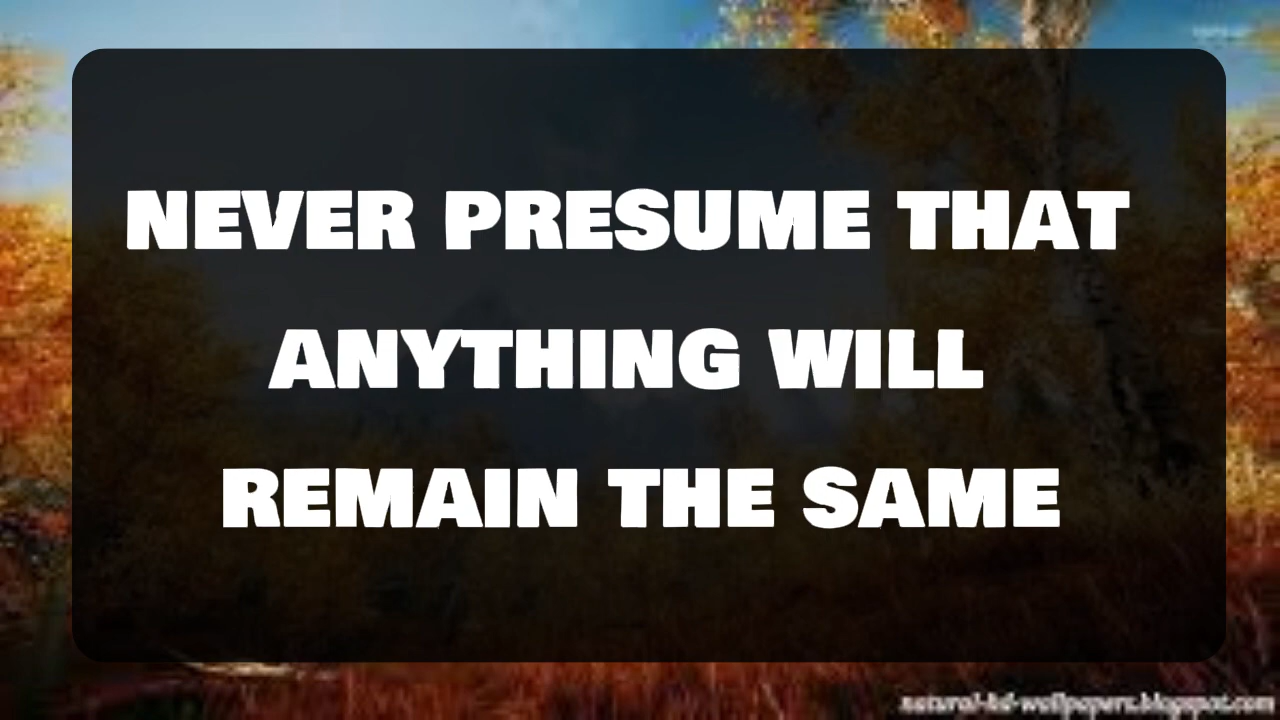 NEVER PRESUME THAT
ANYTHING WILL
REMAIN THE SAME
natural-hd-wallpapers.blogspot.com